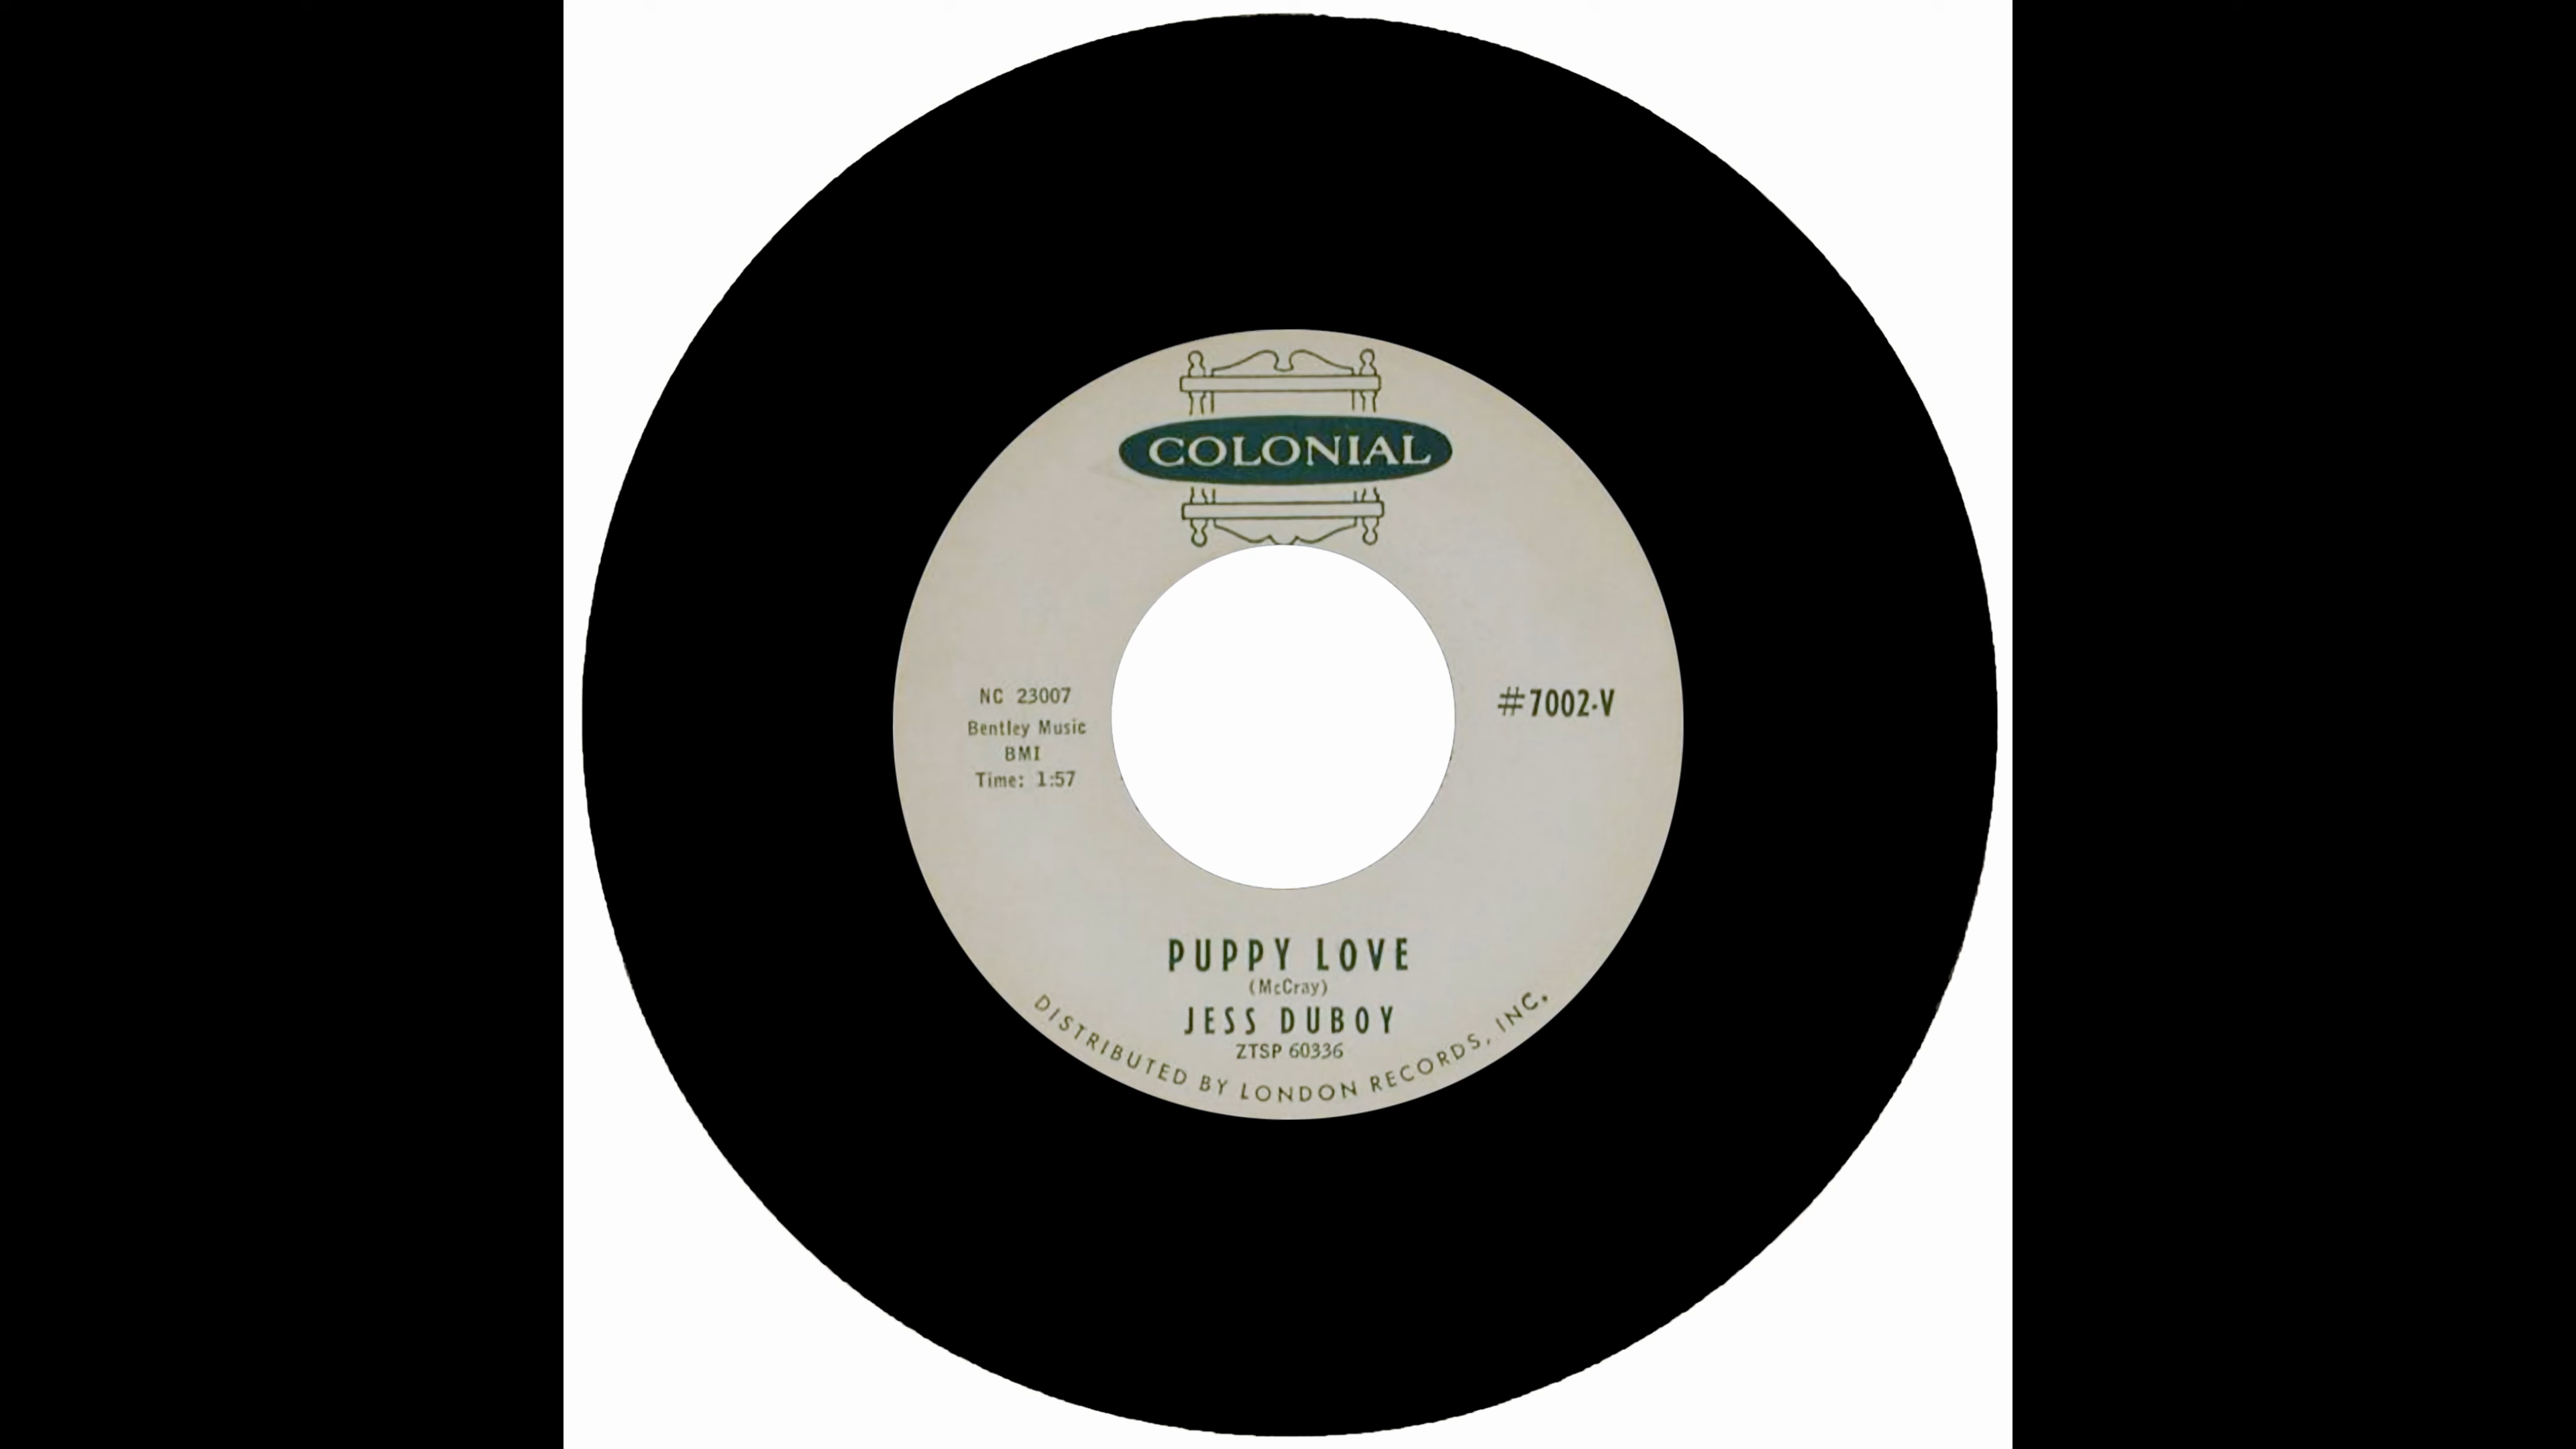 COLONIAL
NC 23007
Bentley Music
BMI
Time: 1:57
#7002-V
PUPPY LOVE
(McCray)
JESS DUBOY
ZTSP 60336
DISTRIBUTED BY LONDON RECORDS, INC.